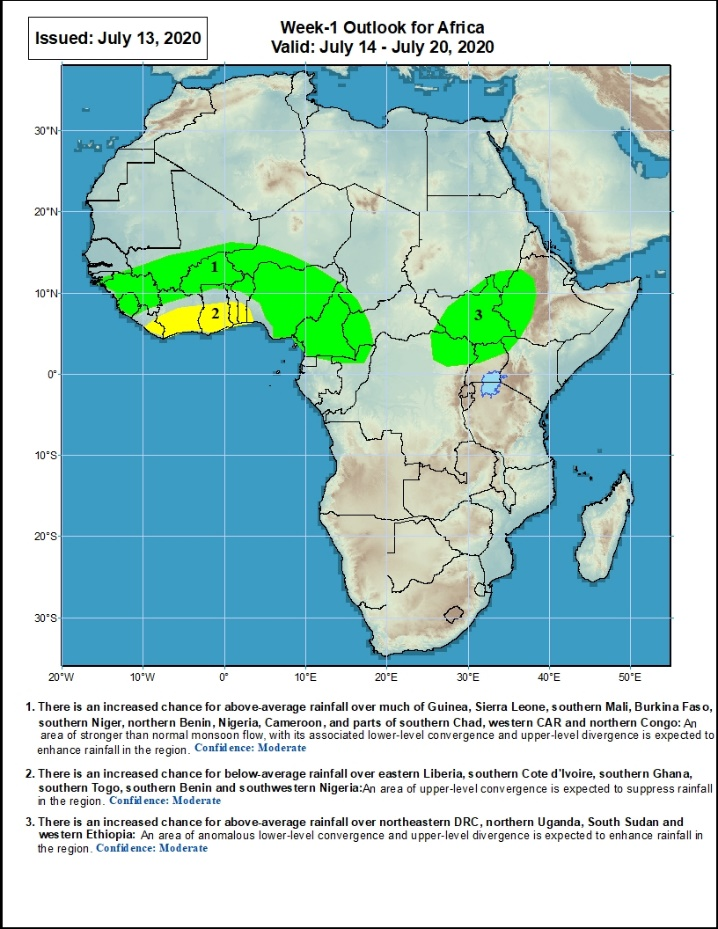 Issued: July 13, 2020
Week-1 Outlook for Africa
Valid: July 14 - July 20, 2020
30°N
20°N
10°N
0°
10°S
20°S
30°S
1
2
3
20°W
10°W
0°
10°E
20°E
30°E
40°E
50°E
1. There is an increased chance for above-average rainfall over much of Guinea, Sierra Leone, southern Mali, Burkina Faso,
southern Niger, northern Benin, Nigeria, Cameroon, and parts of southern Chad, western CAR and northern Congo: An
area of stronger than normal monsoon flow, with its associated lower-level convergence and upper-level divergence is expected to
enhance rainfall in the region. Confidence: Moderate
2. There is an increased chance for below-average rainfall over eastern Liberia, southern Cote d'Ivoire, southern Ghana,
southern Togo, southern Benin and southwestern Nigeria:An area of upper-level convergence is expected to suppress rainfall
in the region. Confidence: Moderate
3. There is an increased chance for above-average rainfall over northeastern DRC, northern Uganda, South Sudan and
western Ethiopia: An area of anomalous lower-level convergence and upper-level divergence is expected to enhance rainfall in
the region. Confidence: Moderate